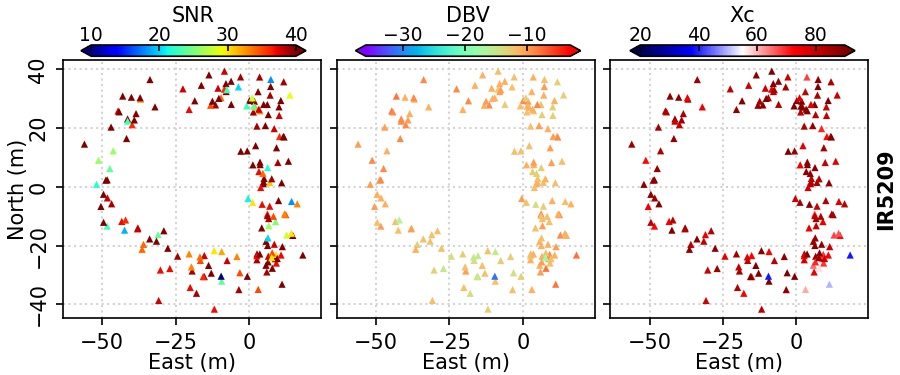 SNR DBV Xc
10 20 30 40 −30 −20 −10 20 40 60 80
40
20
0
−20
−40
North (m)
−50 −25 0 −50 −25 0 −50 −25 0
East (m) East (m) East (m)
IR5209